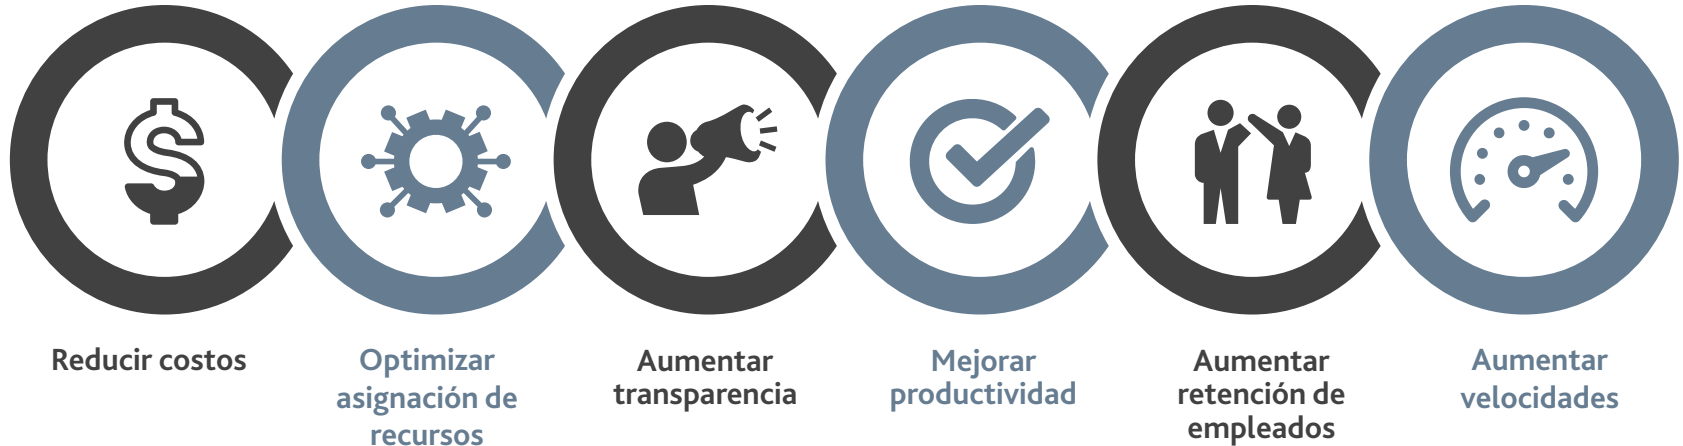 Reducir costos
Optimizar
asignación de
recursos
Aumentar
transparencia
Mejorar
productividad
Aumentar
retención de
empleados
Aumentar
velocidades